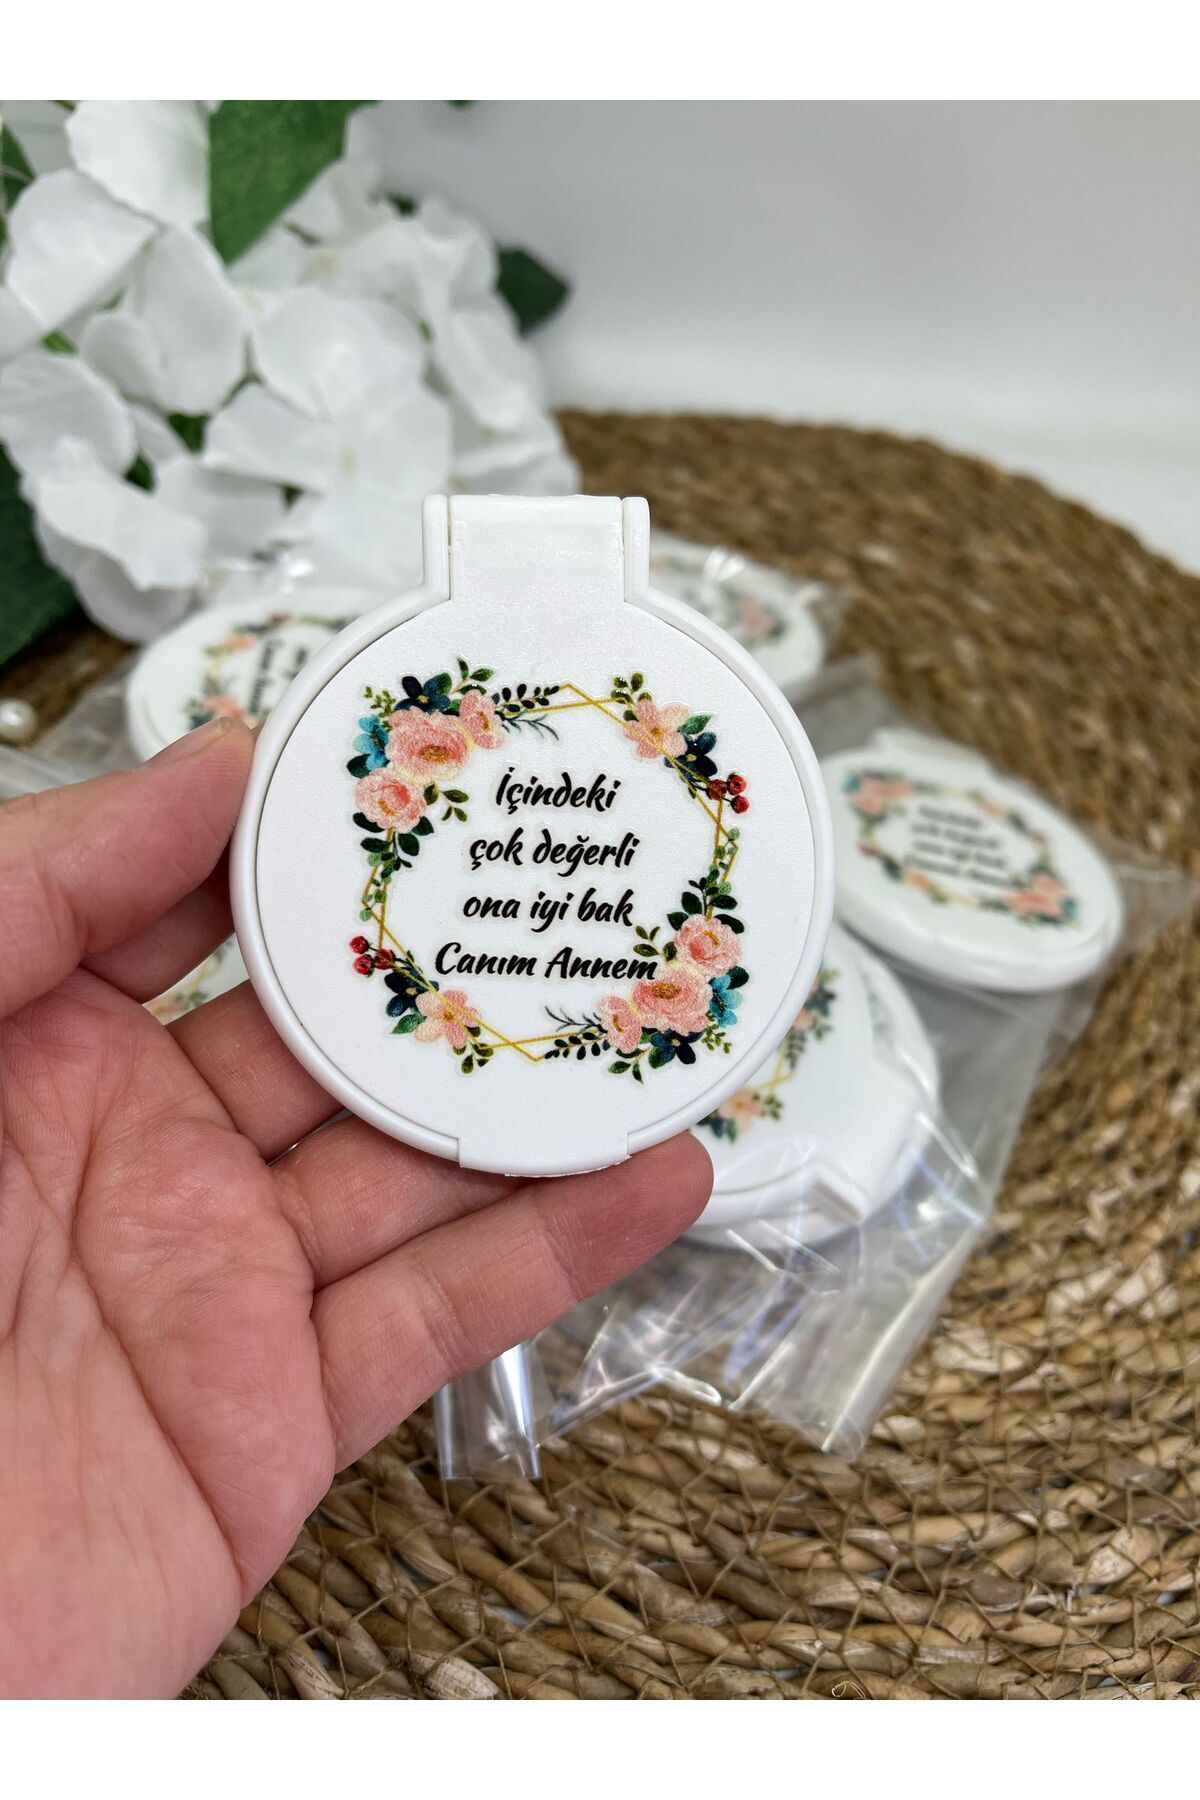 İçindeki
çok değerli
ona iyi bak
Canım Annem